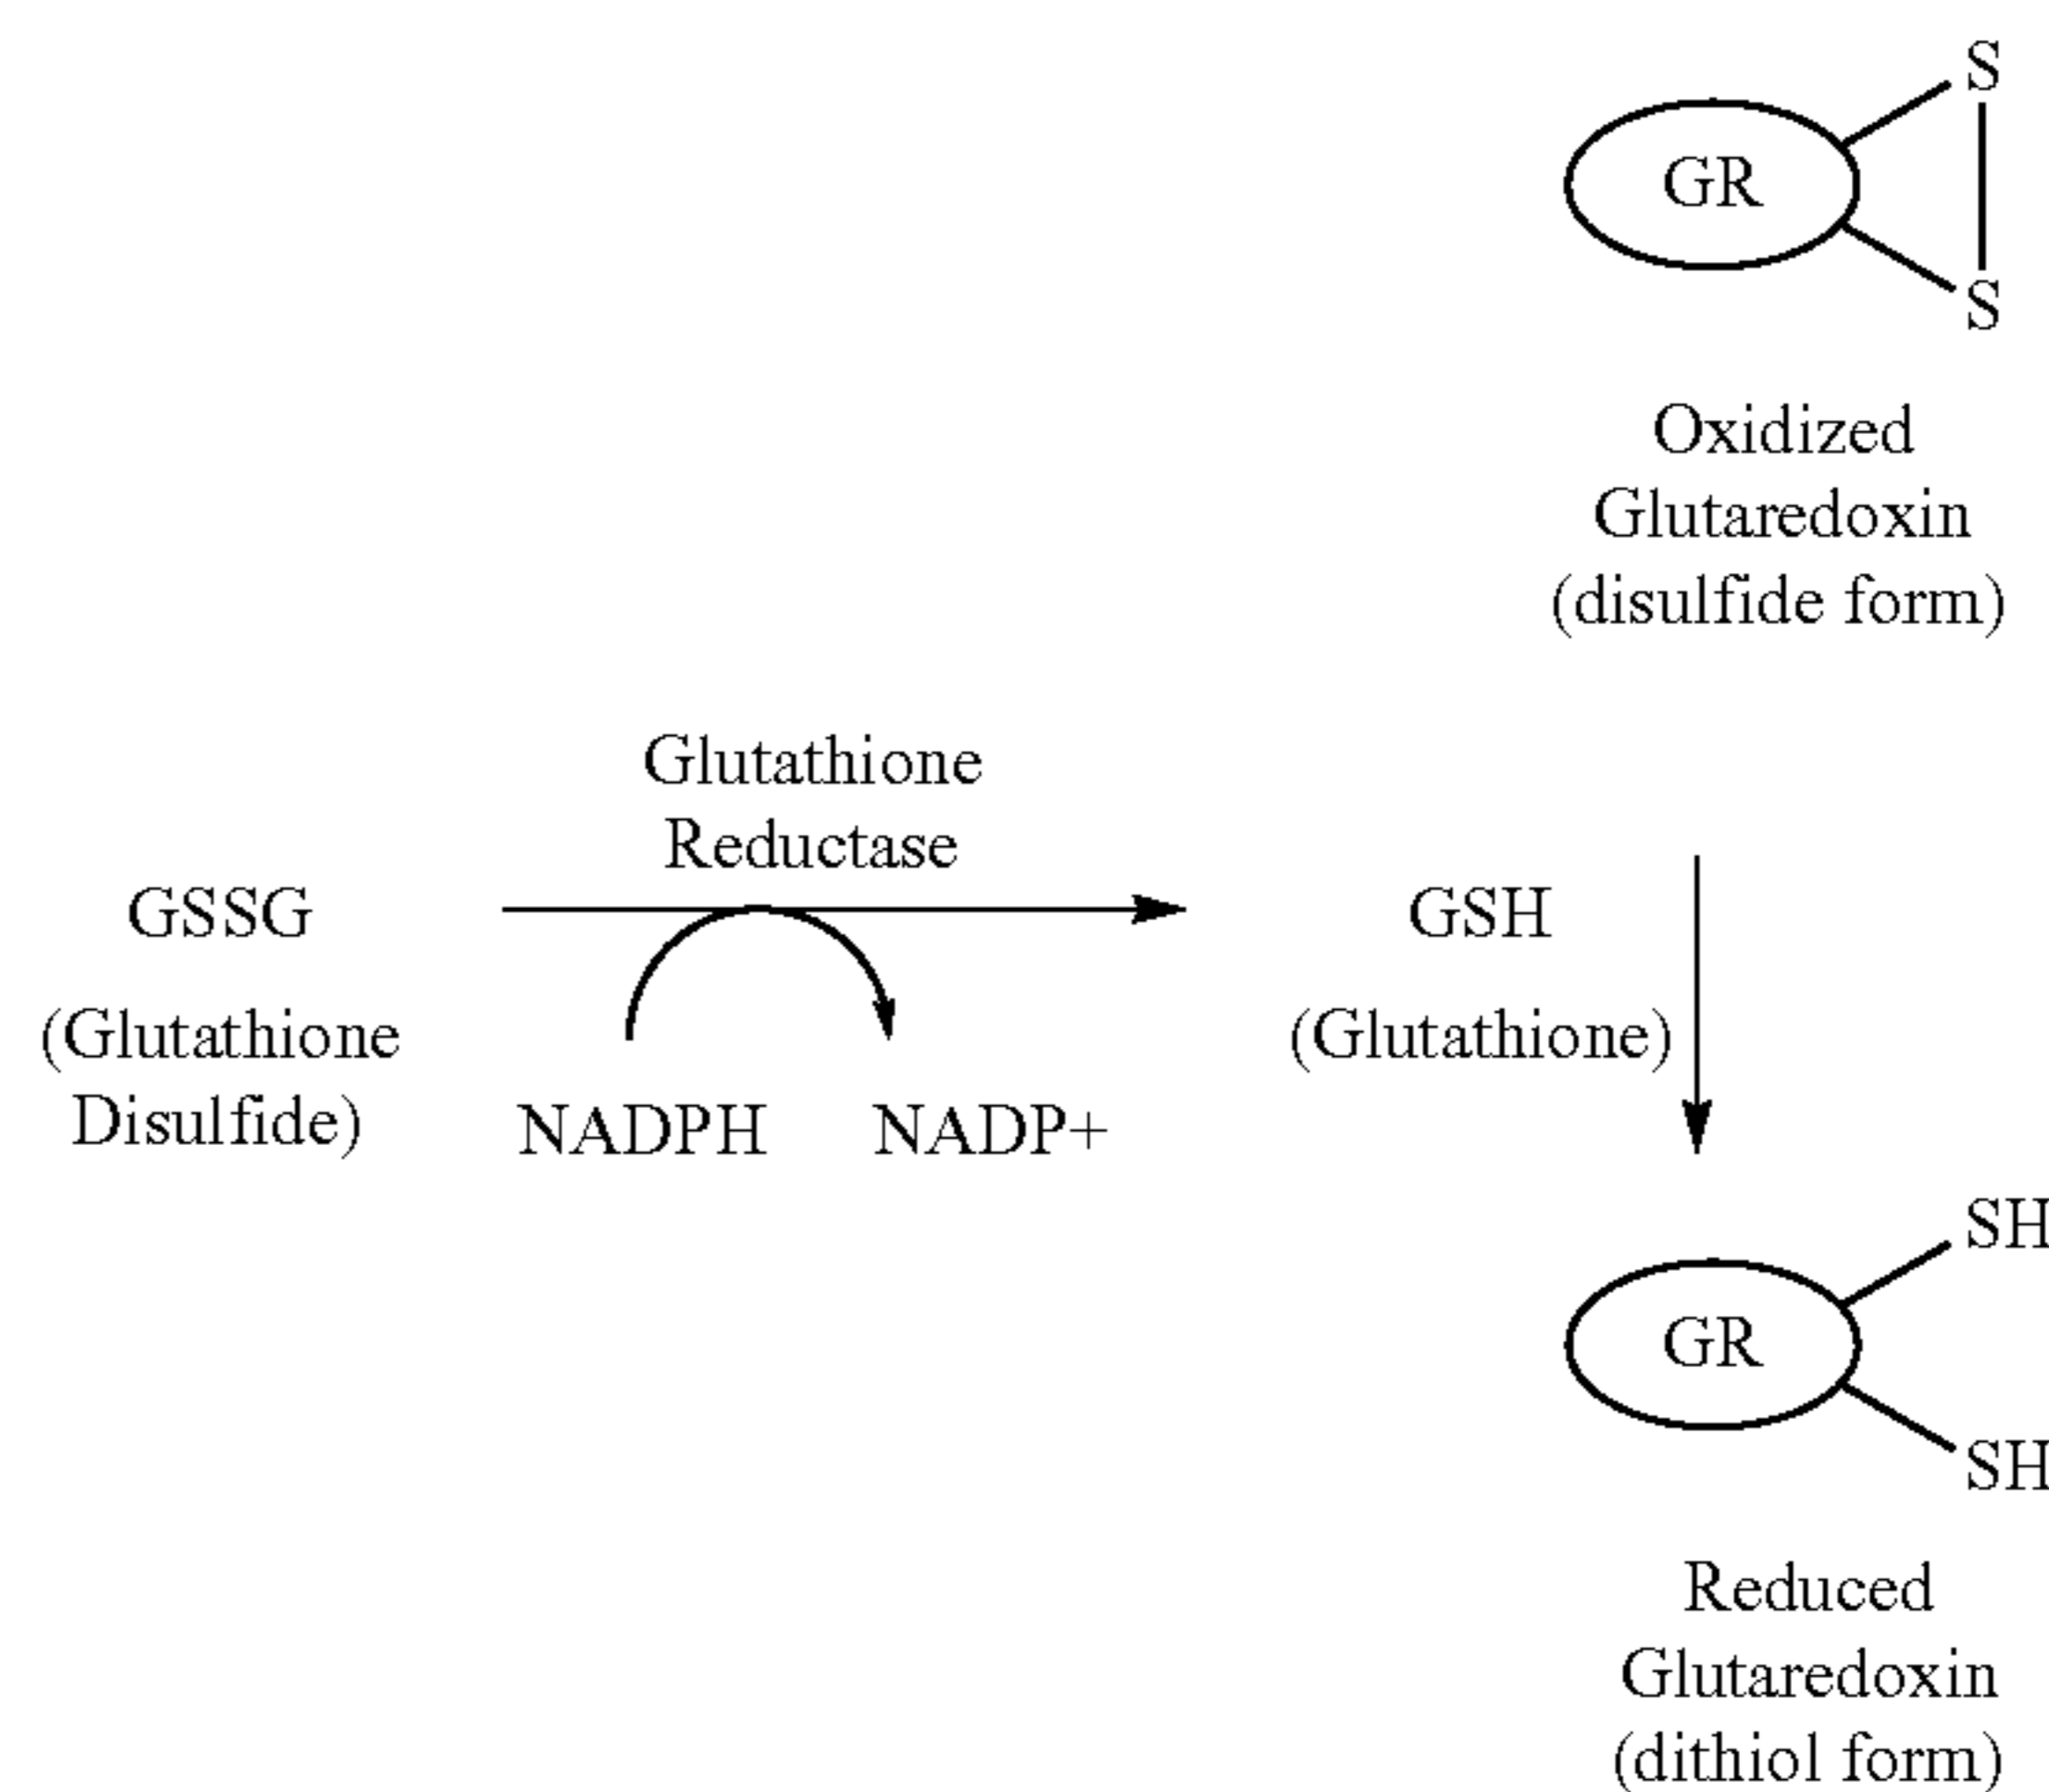 S
GR
S
Oxidized
Glutaredoxin
(disulfide form)
Glutathione
Reductase
GSSG
(Glutathione
Disulfide)
NADPH
NADP+
GSH
(Glutathione)
SH
GR
SH
Reduced
Glutaredoxin
(dithiol form)